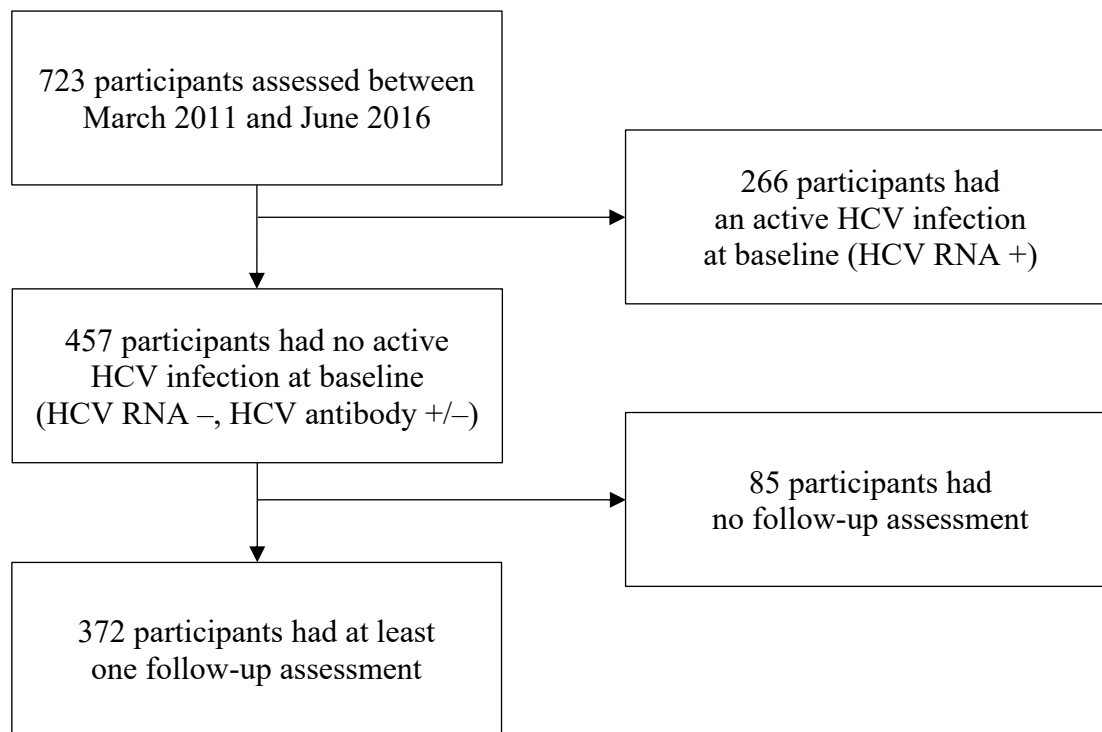 723 participants assessed between
March 2011 and June 2016
266 participants had
an active HCV infection
at baseline (HCV RNA +)
457 participants had no active
HCV infection at baseline
(HCV RNA –, HCV antibody +/–)
85 participants had
no follow-up assessment
372 participants had at least
one follow-up assessment